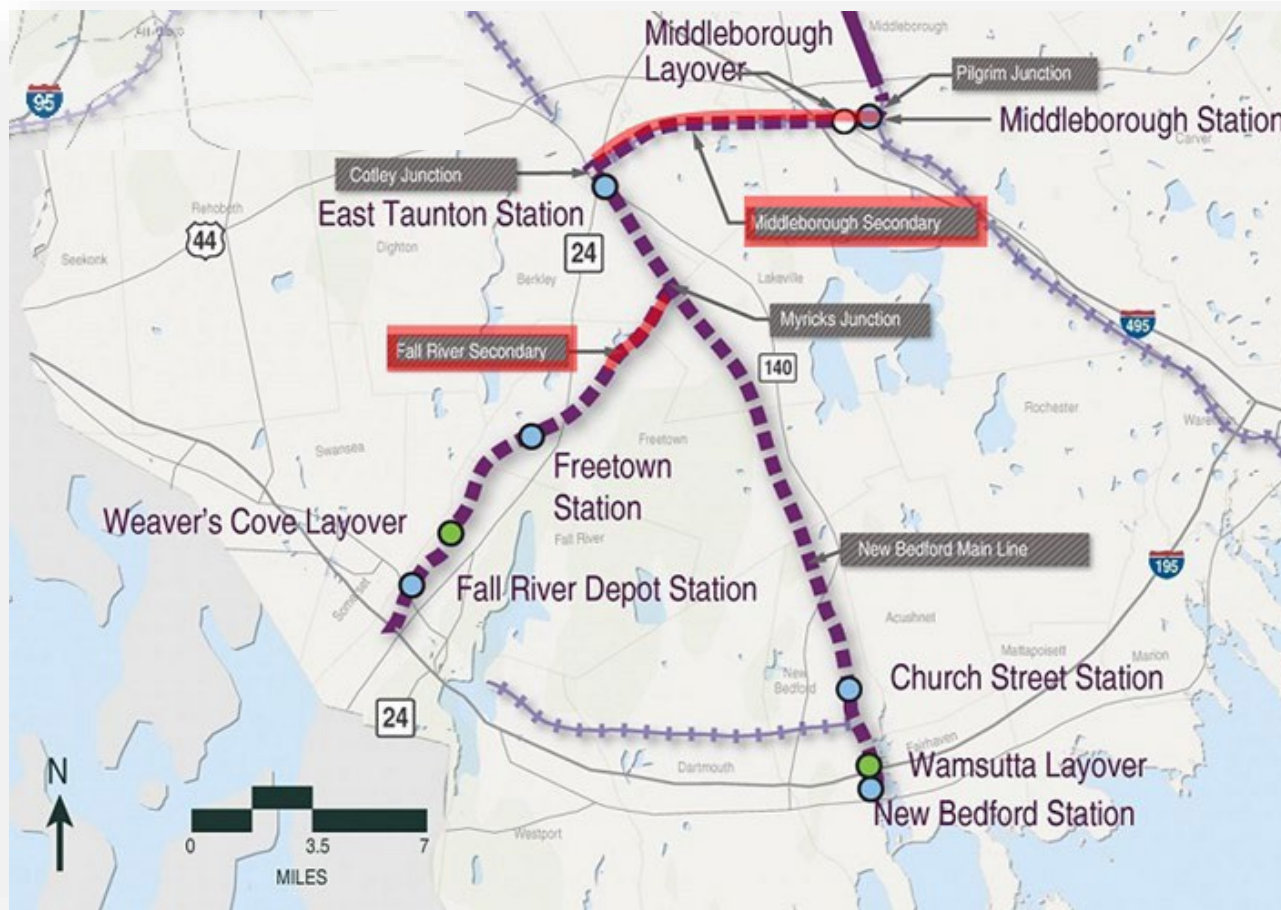 Middleborough
Layover
Middleborough
Pilgrim Junction
95
Middleborough Station
Carver
Cotley Junction
East Taunton Station
Rehoboth
44
Seekonk
Dighton
24
Berkley
Middleborough Secondary
Lakeville
Myricks Junction
495
Fall River Secondary
140
Rochester
Swansea
Freetown
Freetown
Station
Weaver's Cove Layover
Fall River
New Bedford Main Line
195
Somerset
Fall River Depot Station
Acushnet
Mattapoisett
Marion
New
Bedford
Church Street Station
24
N
Fairhaven
Dartmouth
Wamsutta Layover
New Bedford Station
Westport
0 3.5 7
MILES